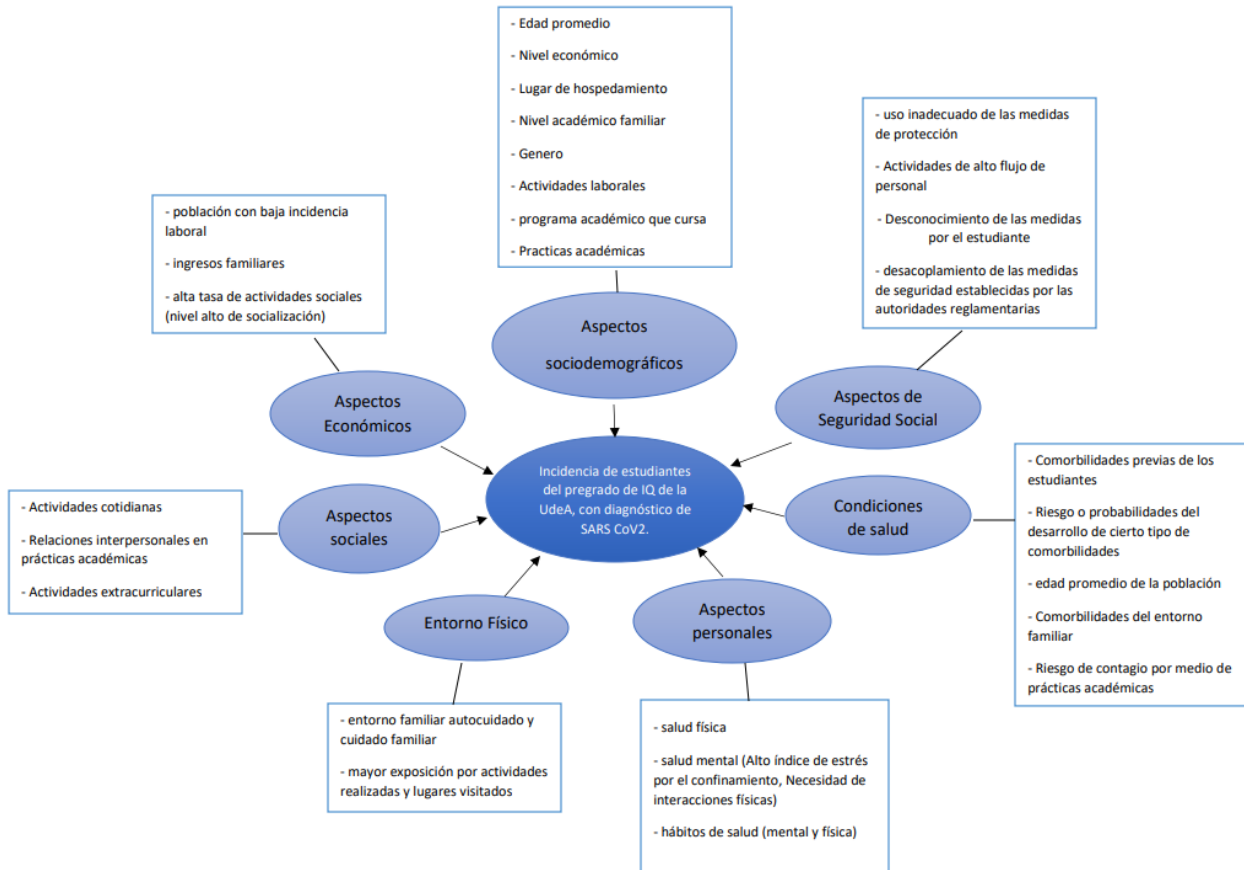 - Edad promedio
- Nivel económico
- Lugar de hospedamiento
- Nivel académico familiar
- Genero
- Actividades laborales
- programa académico que cursa
- Practicas académicas
- uso inadecuado de las medidas
de protección
- Actividades de alto flujo de
personal
- Desconocimiento de las medidas
por el estudiante
- desacoplamiento de las medidas
de seguridad establecidas por las
autoridades reglamentarias
- población con baja incidencia
laboral
- ingresos familiares
- alta tasa de actividades sociales
(nivel alto de socialización)
Aspectos
sociodemográficos
Aspectos
Económicos
Aspectos de
Seguridad Social
Incidencia de estudiantes
del pregrado de IQ de la
UdeA, con diagnóstico de
SARS CoV2.
- Actividades cotidianas
- Relaciones interpersonales en
prácticas académicas
- Actividades extracurriculares
Aspectos
sociales
Condiciones
de salud
- Comorbilidades previas de los
estudiantes
- Riesgo o probabilidades del
desarrollo de cierto tipo de
comorbilidades
- edad promedio de la población
- Comorbilidades del entorno
familiar
- Riesgo de contagio por medio de
prácticas académicas
Entorno Físico
Aspectos
personales
- entorno familiar autocuidado y
cuidado familiar
- mayor exposición por actividades
realizadas y lugares visitados
- salud física
- salud mental (Alto índice de estrés
por el confinamiento, Necesidad de
interacciones físicas)
- hábitos de salud (mental y física)